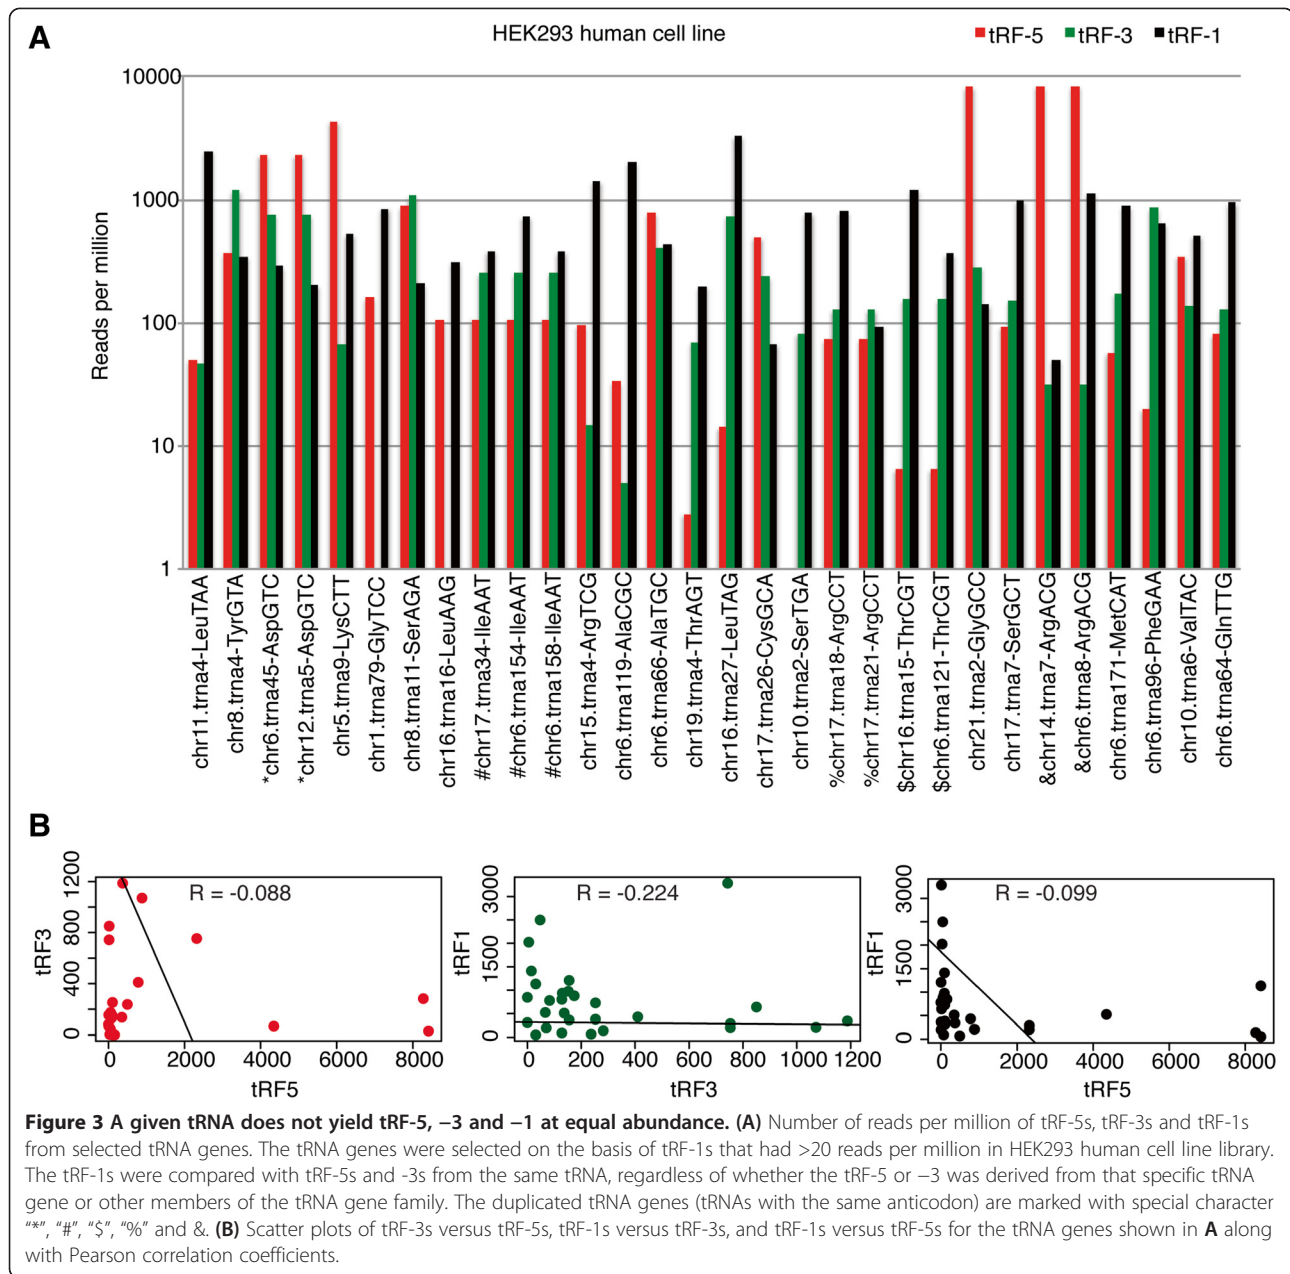 A
HEK293 human cell line
tRF-5 tRF-3 tRF-1
Reads per million
10000
1000
100
10
1
chr11.trna4-LeuTAA
chr8.trna4-TyrGTA
*chr6.trna45-AspGTC
*chr12.trna5-AspGTC
chr5.trna9-LysCTT
chr1.trna79-GlyTCC
chr8.trna11-SerAGA
chr16.trna16-LeuAAG
#chr17.trna34-IleAAT
#chr6.trna154-IleAAT
#chr6.trna158-IleAAT
chr15.trna4-ArgTCG
chr6.trna119-AlaCGC
chr6.trna66-AlaTGC
chr19.trna4-ThrAGT
chr16.trna27-LeuTAG
chr17.trna26-CysGCA
chr10.trna2-SerTGA
%chr17.trna18-ArgCCT
%chr17.trna21-ArgCCT
$chr16.trna15-ThrCGT
$chr6.trna121-ThrCGT
chr21.trna2-GlyGCC
chr17.trna7-SerGCT
&chr14.trna7-ArgACG
&chr6.trna8-ArgACG
chr6.trna171-MetCAT
chr6.trna96-PheGAA
chr10.trna6-ValTAC
chr6.trna64-GlnTTG
B
R = -0.088
tRF3
0 400 800 1200
0 2000 4000 6000 8000
tRF5
R = -0.224
tRF1
0 1500 3000
0 200 400 600 800 1000 1200
tRF3
R = -0.099
tRF1
0 1500 3000
0 2000 4000 6000 8000
tRF5
Figure 3 A given tRNA does not yield tRF-5, −3 and −1 at equal abundance. (A) Number of reads per million of tRF-5s, tRF-3s and tRF-1s
from selected tRNA genes. The tRNA genes were selected on the basis of tRF-1s that had >20 reads per million in HEK293 human cell line library.
The tRF-1s were compared with tRF-5s and -3s from the same tRNA, regardless of whether the tRF-5 or −3 was derived from that specific tRNA
gene or other members of the tRNA gene family. The duplicated tRNA genes (tRNAs with the same anticodon) are marked with special character
“*”, “#”, “$”, “%” and &. (B) Scatter plots of tRF-3s versus tRF-5s, tRF-1s versus tRF-3s, and tRF-1s versus tRF-5s for the tRNA genes shown in A along
with Pearson correlation coefficients.